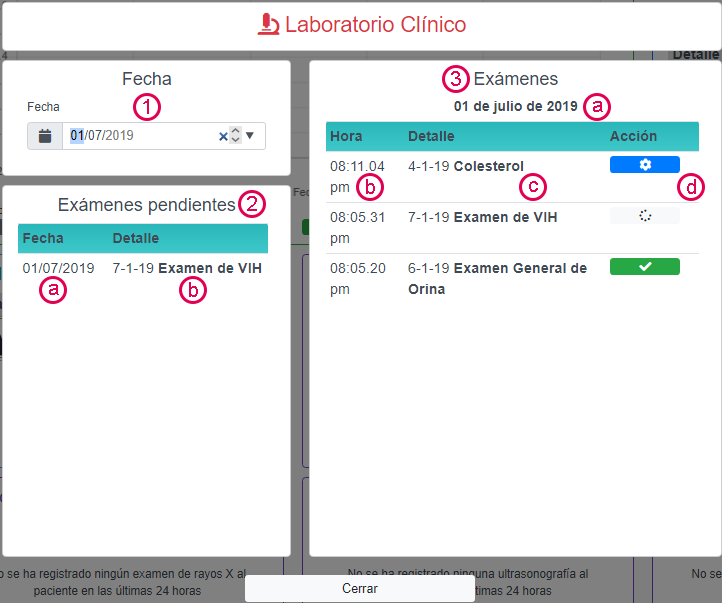 Laboratorio Clínico
4
Detalle
Fecha
Fecha
1
01/07/2019
Exámenes pendientes 2
Fecha Detalle
01/07/2019 7-1-19 Examen de VIH
a b
3 Exámenes
01 de julio de 2019 a
Hora Detalle Acción
08:11.04 pm 4-1-19 Colesterol
b c d
08:05.31 pm 7-1-19 Examen de VIH
08:05.20 pm 6-1-19 Examen General de Orina
Fec
o se ha registrado ningún examen de rayos X al
paciente en las últimas 24 horas
No se ha registrado ninguna ultrasonografía al
últimas 24 horas
No se
Cerrar